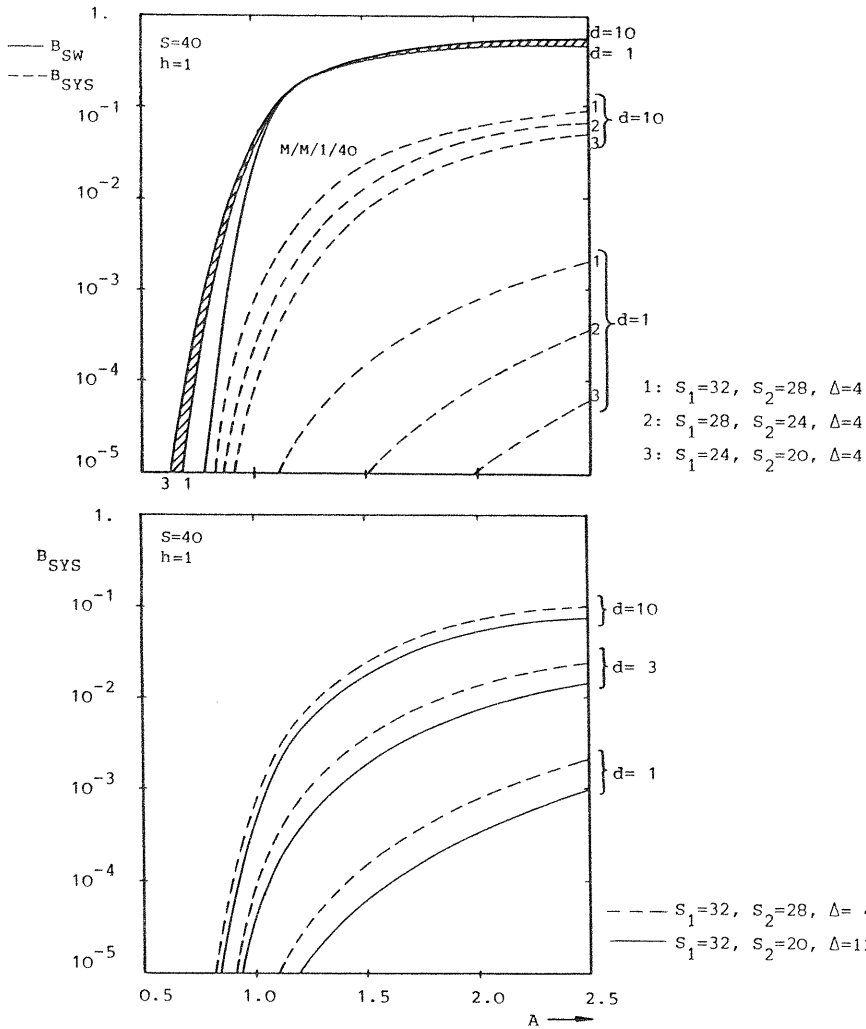 1.
S=40
h=1
B_SW
B_SYS
d=10
d= 1
10^-1
10^-2
10^-3
10^-4
10^-5
M/M/1/40
1
2
3
d=10
1
2
3
d=1
3 1
1: S_1=32, S_2=28, Δ=4
2: S_1=28, S_2=24, Δ=4
3: S_1=24, S_2=20, Δ=4
1.
S=40
h=1
B_SYS
10^-1
10^-2
10^-3
10^-4
10^-5
d=10
d= 3
d= 1
S_1=32, S_2=28, Δ=
S_1=32, S_2=20, Δ=1
0.5 1.0 1.5 2.0 2.5
A